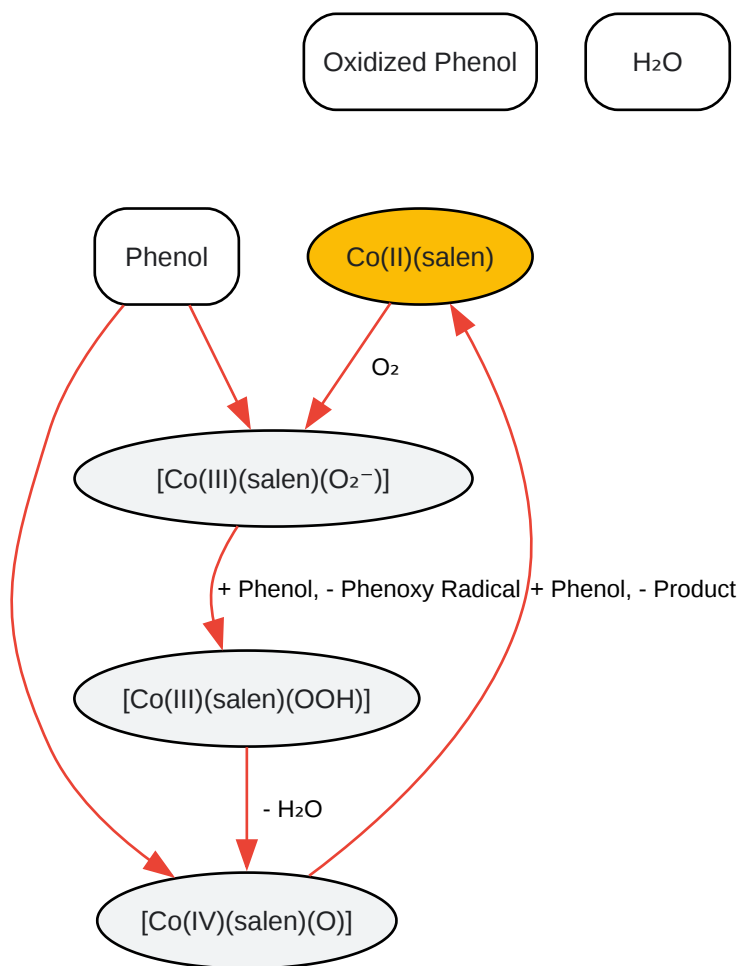 Oxidized Phenol
H₂O
Phenol
Co(II)(salen)
O₂
[Co(III)(salen)(O₂⁻)]
+ Phenol, - Phenoxy Radical
+ Phenol, - Product
[Co(III)(salen)(OOH)]
- H₂O
[Co(IV)(salen)(O)]